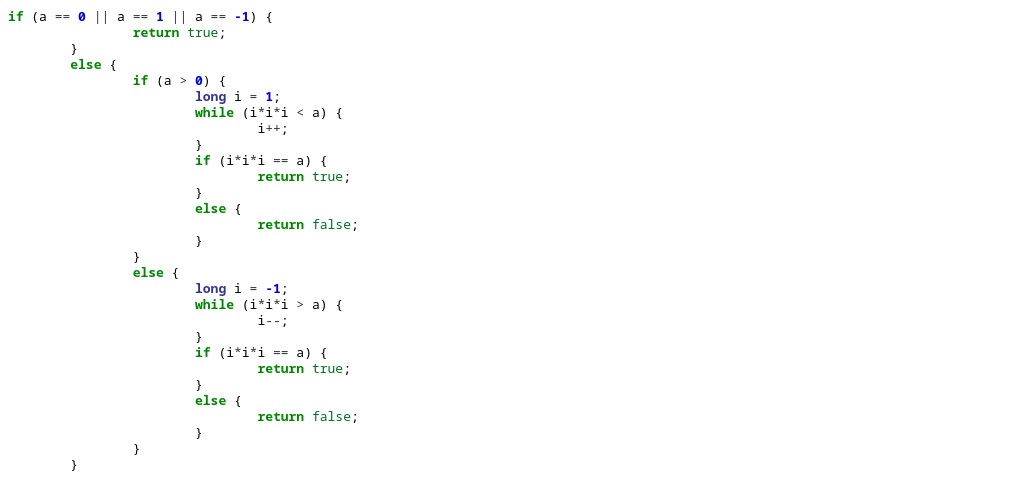 if (a == 0 || a == 1 || a == -1) {
return true;
}
else {
if (a > 0) {
long i = 1;
while (i*i*i < a) {
i++;
}
if (i*i*i == a) {
return true;
}
else {
return false;
}
}
else {
long i = -1;
while (i*i*i > a) {
i--;
}
if (i*i*i == a) {
return true;
}
else {
return false;
}
}
}